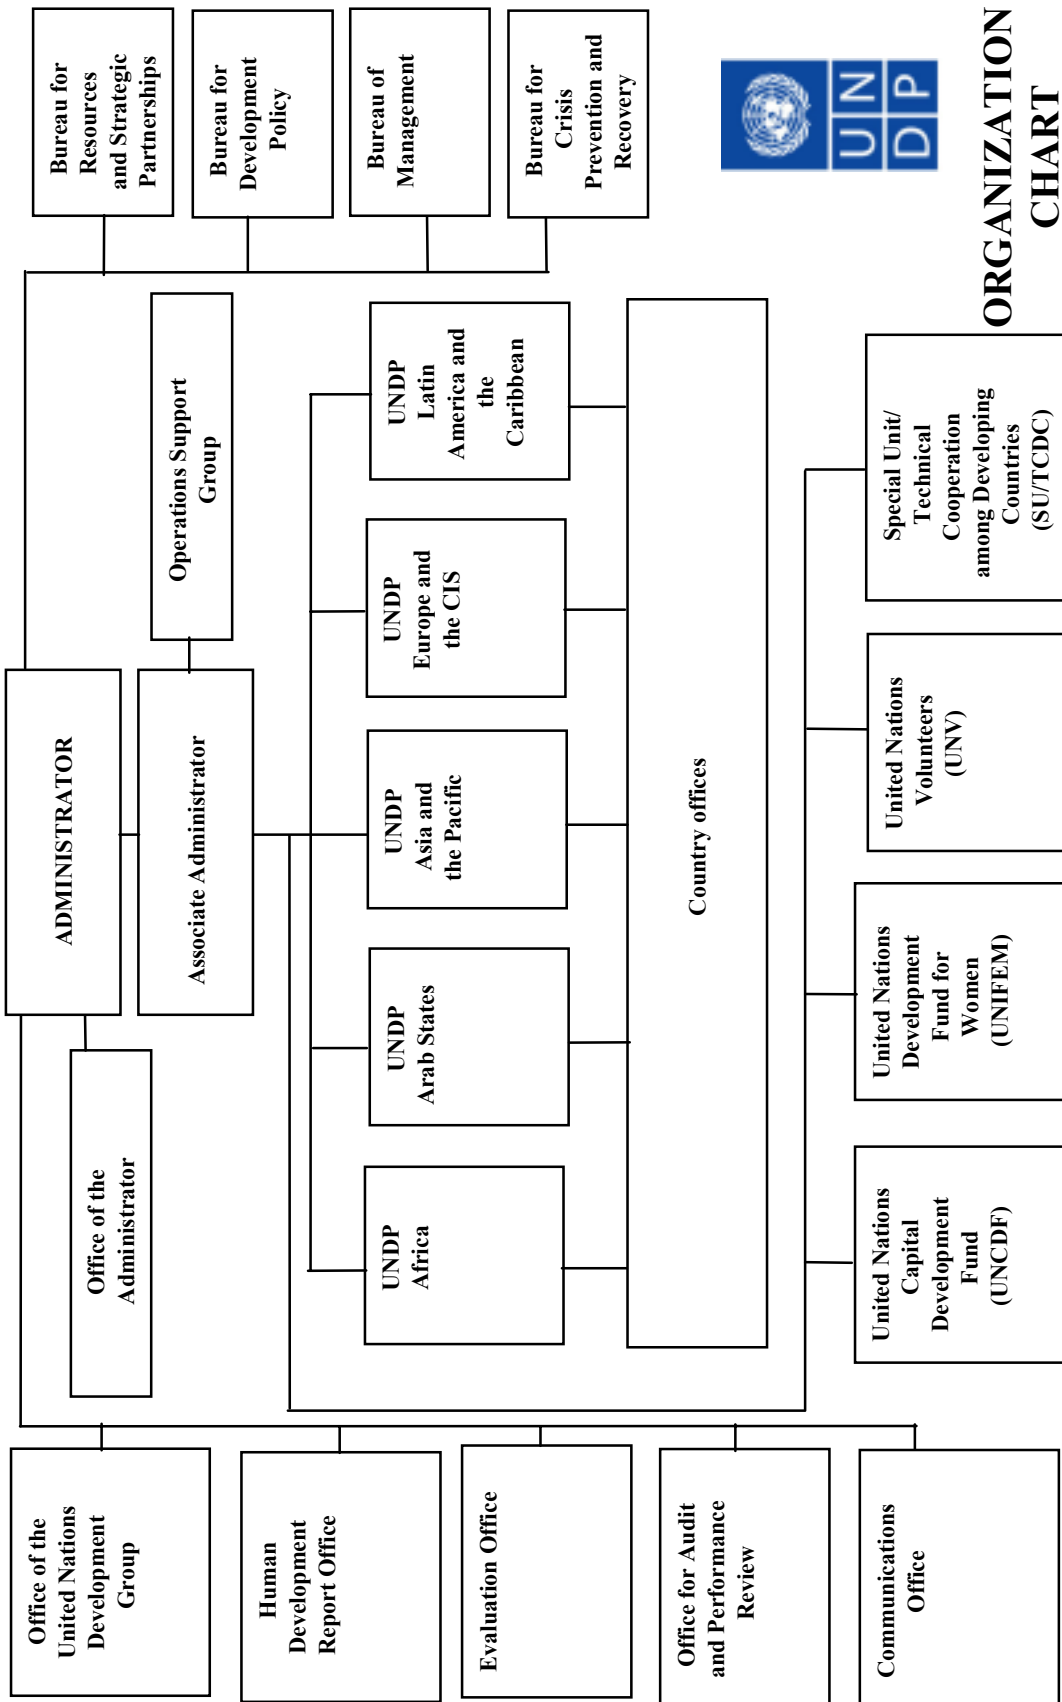 ADMINISTRATOR
Office of the
Administrator
Associate Administrator
Operations Support
Group
Office of the
United Nations
Development
Group
Human
Development
Report Office
Evaluation Office
Office for Audit
and Performance
Review
Communications
Office
UNDP
Africa
UNDP
Arab States
UNDP
Asia and
the Pacific
UNDP
Europe and
the CIS
UNDP
Latin
America and
the
Caribbean
Country offices
Bureau for
Resources
and Strategic
Partnerships
Bureau for
Development
Policy
Bureau of
Management
Bureau for
Crisis
Prevention and
Recovery
United Nations
Capital
Development
Fund
(UNCDF)
United Nations
Development
Fund for
Women
(UNIFEM)
United Nations
Volunteers
(UNV)
Special Unit/
Technical
Cooperation
among Developing
Countries
(SU/TCDC)
U N
D P
ORGANIZATION
CHART